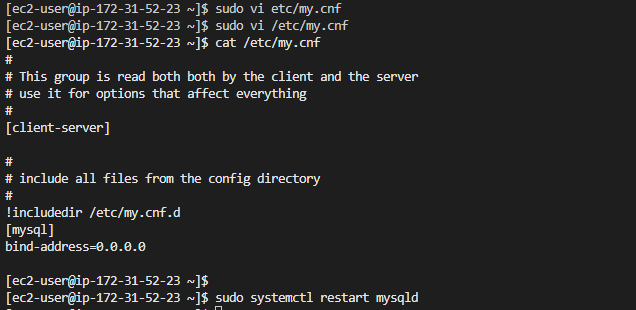 [ec2-user@ip-172-31-52-23 ~]$ sudo vi etc/my.cnf
[ec2-user@ip-172-31-52-23 ~]$ sudo vi /etc/my.cnf
[ec2-user@ip-172-31-52-23 ~]$ cat /etc/my.cnf
#
# This group is read both both by the client and the server
# use it for options that affect everything
#
[client-server]
#
# include all files from the config directory
#
!includedir /etc/my.cnf.d
[mysql]
bind-address=0.0.0.0
[ec2-user@ip-172-31-52-23 ~]$
[ec2-user@ip-172-31-52-23 ~]$ sudo systemctl restart mysqld